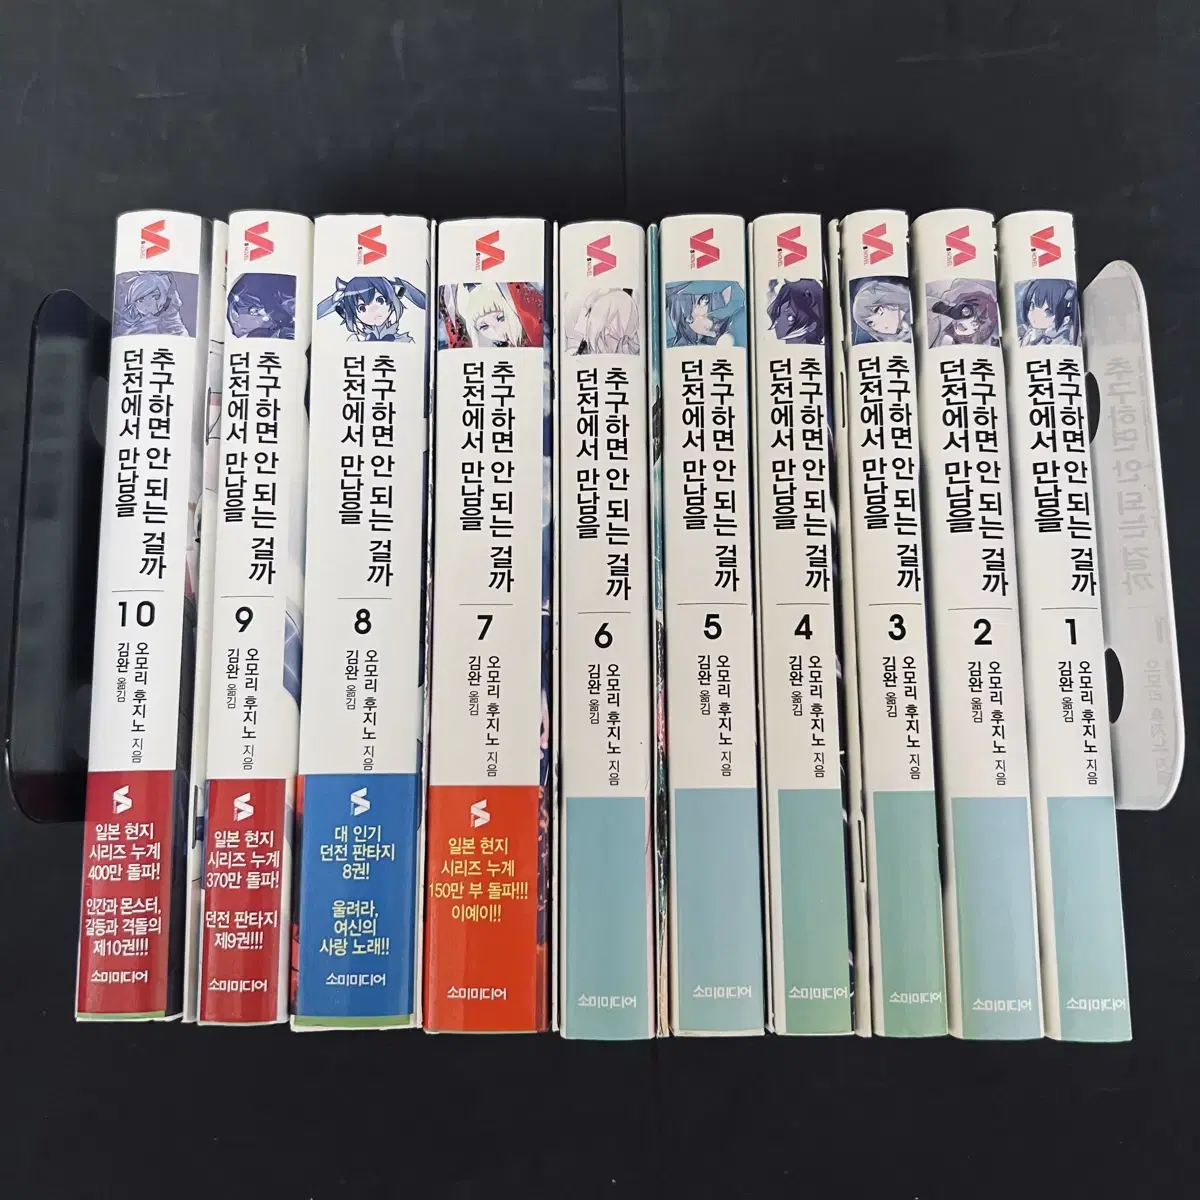 S NOVEL
던전에서 만남을
추구하면 안 되는 걸까
10
오모리 후지노 지음
김완 옮김
일본 현지
시리즈 누계
400만 돌파!
인간과 몬스터,
갈등과 격돌의
제10권!!!
소미미디어
S NOVEL
던전에서 만남을
추구하면 안 되는 걸까
9
오모리 후지노 지음
김완 옮김
일본 현지
시리즈 누계
370만 돌파!
던전 판타지
제9권!!!
소미미디어
S NOVEL
던전에서 만남을
추구하면 안 되는 걸까
8
오모리 후지노 지음
김완 옮김
대 인기
던전 판타지
8권!
울려라,
여신의
사랑 노래!!
소미미디어
S NOVEL
던전에서 만남을
추구하면 안 되는 걸까
7
오모리 후지노 지음
김완 옮김
일본 현지
시리즈 누계
150만 부 돌파!!!
이예이!!
소미미디어
S NOVEL
던전에서 만남을
추구하면 안 되는 걸까
6
오모리 후지노 지음
김완 옮김
소미미디어
S NOVEL
던전에서 만남을
추구하면 안 되는 걸까
5
오모리 후지노 지음
김완 옮김
소미미디어
S NOVEL
던전에서 만남을
추구하면 안 되는 걸까
4
오모리 후지노 지음
김완 옮김
소미미디어
S NOVEL
던전에서 만남을
추구하면 안 되는 걸까
3
오모리 후지노 지음
김완 옮김
소미미디어
S NOVEL
던전에서 만남을
추구하면 안 되는 걸까
2
오모리 후지노 지음
김완 옮김
소미미디어
S NOVEL
던전에서 만남을
추구하면 안 되는 걸까
1
오모리 후지노 지음
김완 옮김
소미미디어